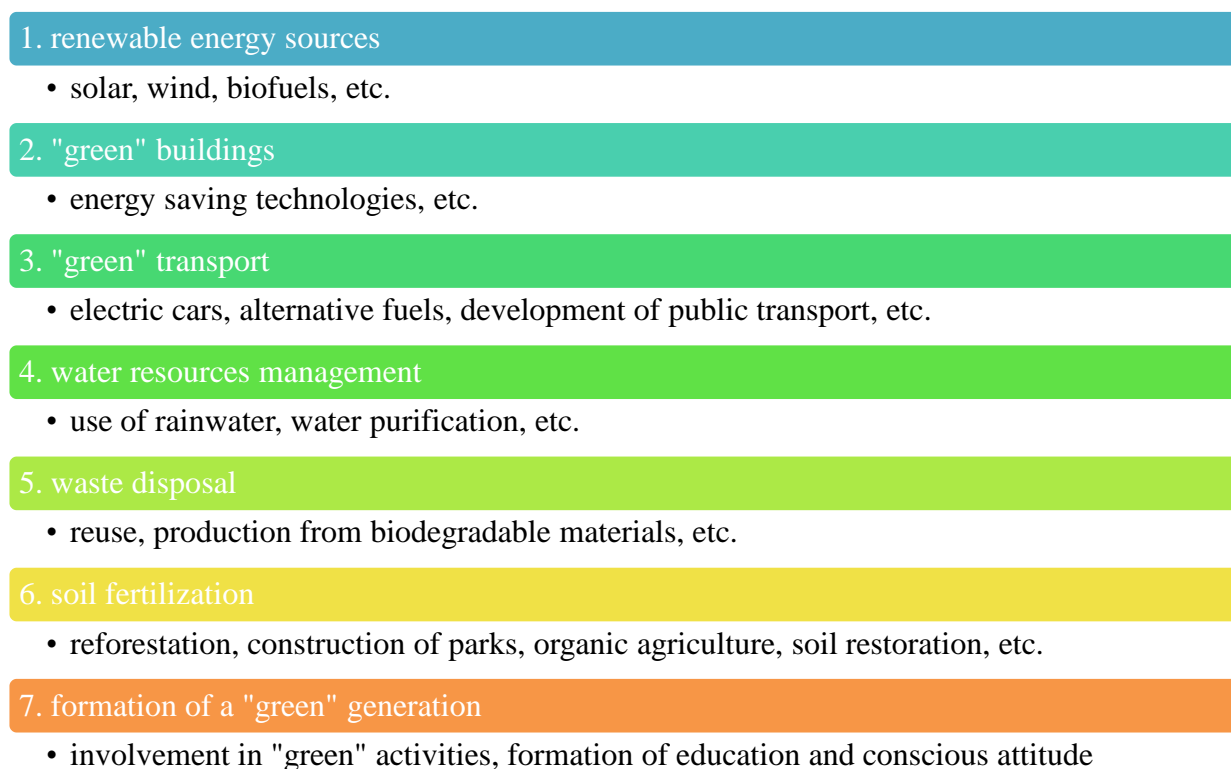 1. renewable energy sources
• solar, wind, biofuels, etc.
2. "green" buildings
• energy saving technologies, etc.
3. "green" transport
• electric cars, alternative fuels, development of public transport, etc.
4. water resources management
• use of rainwater, water purification, etc.
5. waste disposal
• reuse, production from biodegradable materials, etc.
6. soil fertilization
• reforestation, construction of parks, organic agriculture, soil restoration, etc.
7. formation of a "green" generation
• involvement in "green" activities, formation of education and conscious attitude